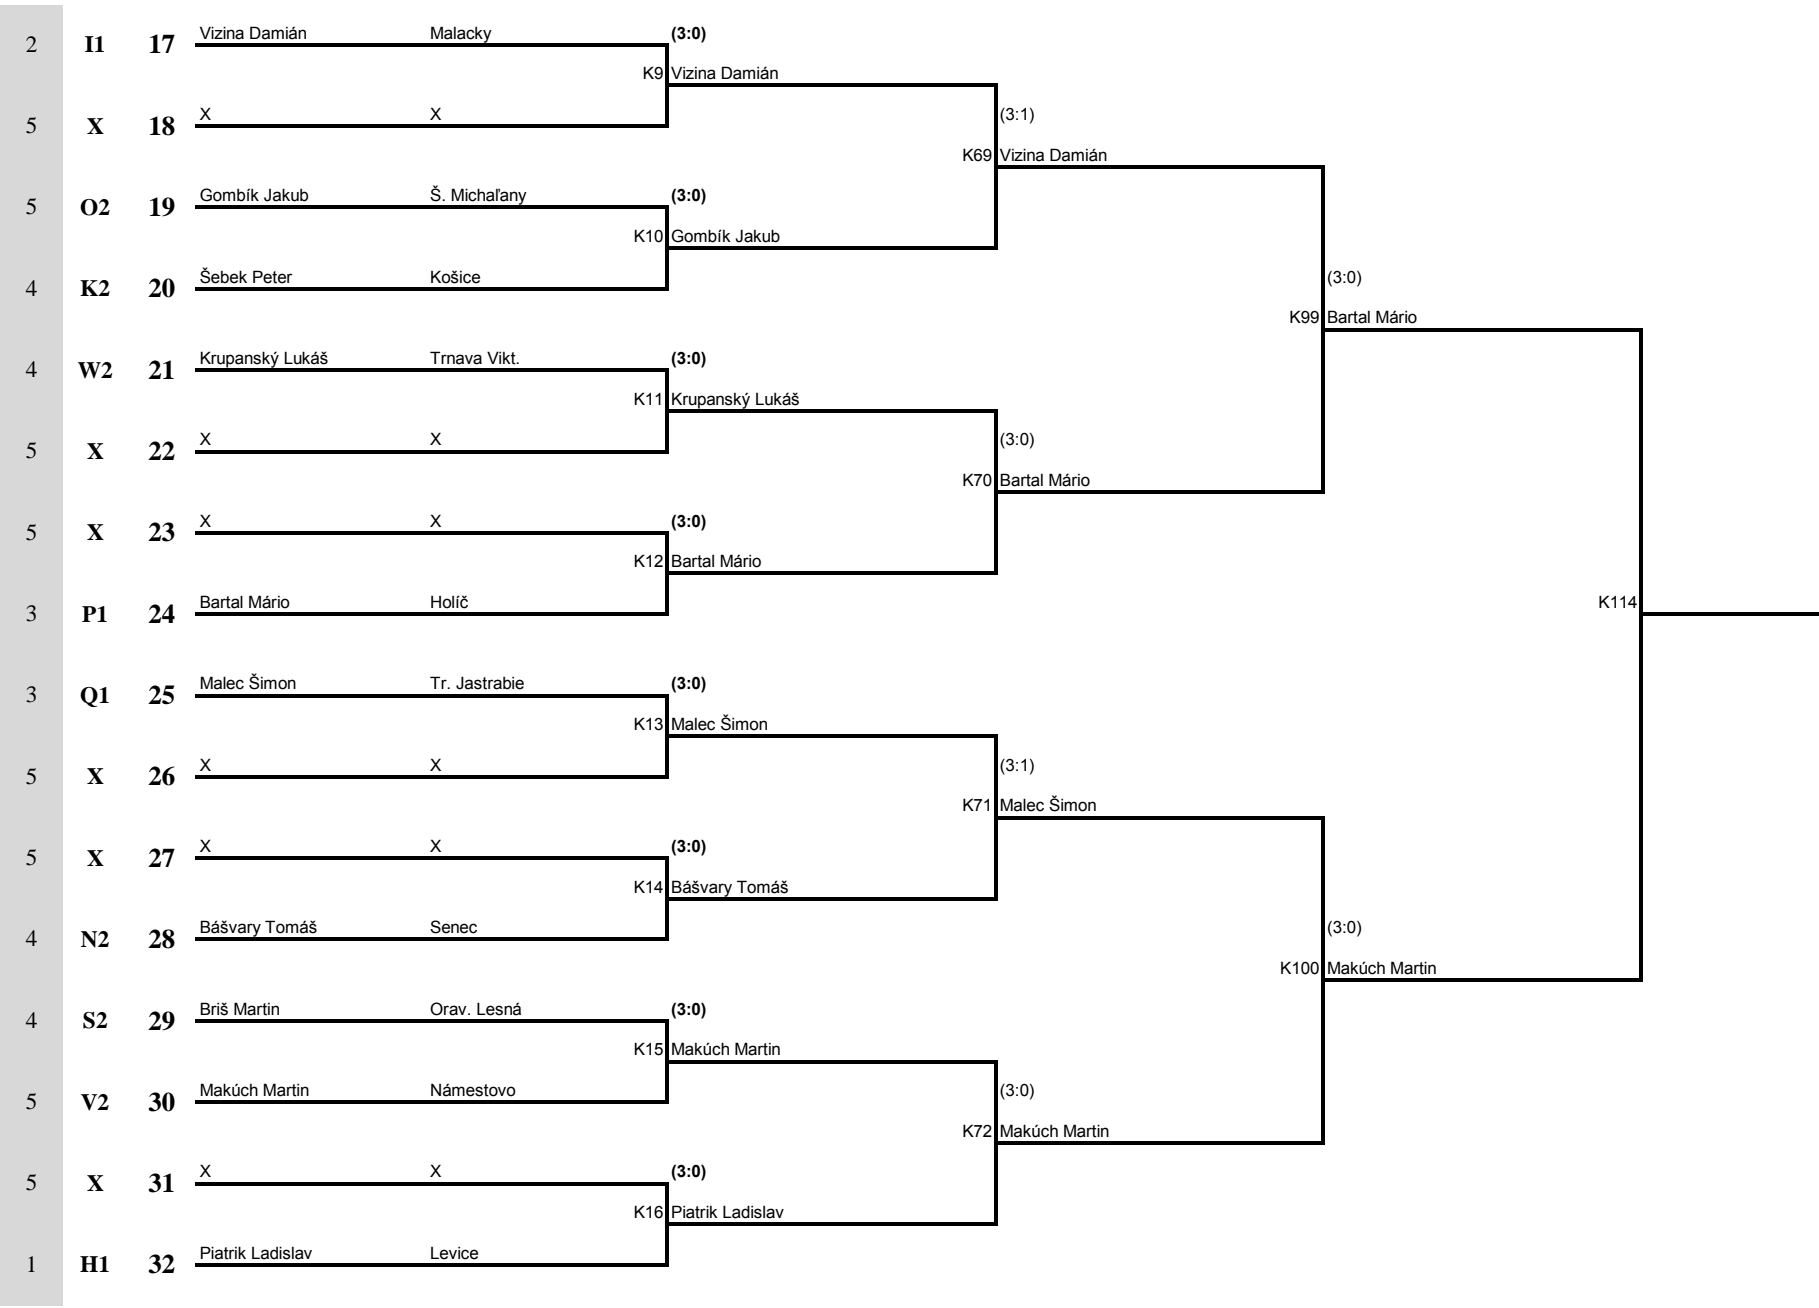 2 I1 17 Vizina Damián Malacky (3:0)
K9 Vizina Damián
5 X 18 X X (3:1)
K69 Vizina Damián
5 O2 19 Gombík Jakub Š. Michaľany (3:0)
K10 Gombík Jakub
4 K2 20 Šebek Peter Košice (3:0)
K99 Bartal Mário
4 W2 21 Krupanský Lukáš Trnava Vikt. (3:0)
K11 Krupanský Lukáš
5 X 22 X X (3:0)
K70 Bartal Mário
5 X 23 X X (3:0)
K12 Bartal Mário
3 P1 24 Bartal Mário Holíč K114
3 Q1 25 Malec Šimon Tr. Jastrabie (3:0)
K13 Malec Šimon
5 X 26 X X (3:1)
K71 Malec Šimon
5 X 27 X X (3:0)
K14 Bášvary Tomáš
4 N2 28 Bášvary Tomáš Senec (3:0)
K100 Makúch Martin
4 S2 29 Briš Martin Orav. Lesná (3:0)
K15 Makúch Martin
5 V2 30 Makúch Martin Námestovo (3:0)
K72 Makúch Martin
5 X 31 X X (3:0)
K16 Piatrik Ladislav
1 H1 32 Piatrik Ladislav Levice